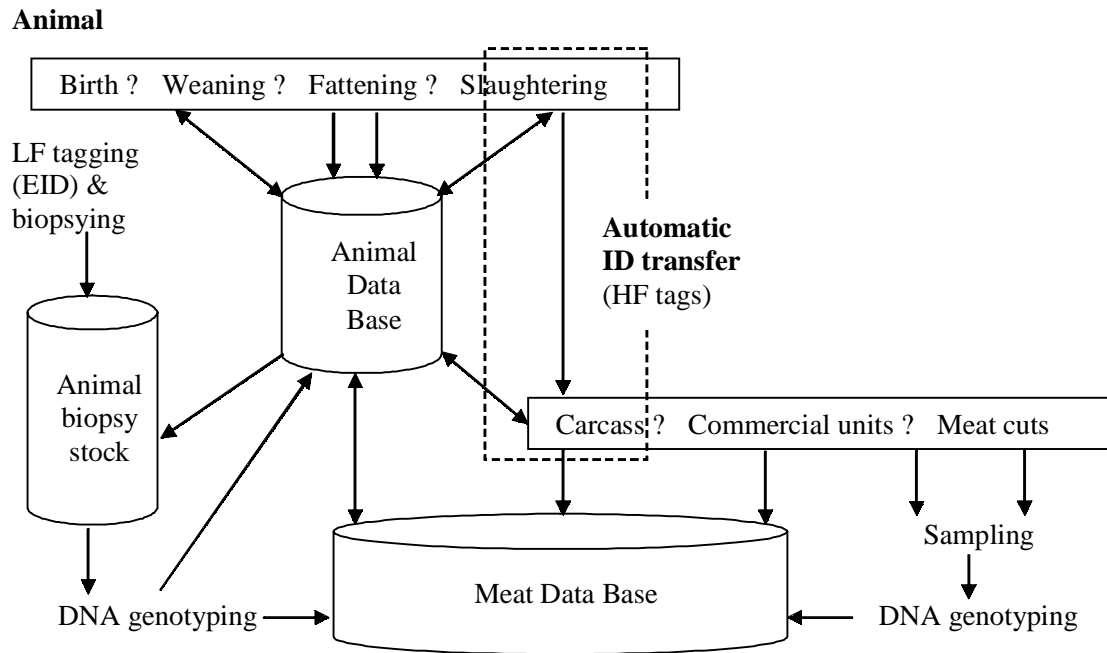 Animal
Birth ? Weaning ? Fattening ? Slaughtering
LF tagging
(EID) &
biopsying
Animal
Data
Base
Automatic
ID transfer
(HF tags)
Animal
biopsy
stock
Carcass ? Commercial units ? Meat cuts
Sampling
DNA genotyping
Meat Data Base
DNA genotyping